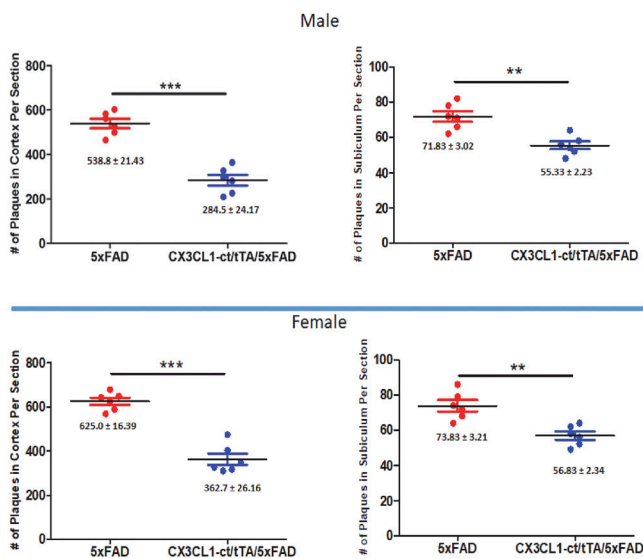 Male
# of Plaques in Cortex Per Section
800
600
400
200
0
***
538.8 ± 21.43
284.5 ± 24.17
5xFAD
CX3CL1-ct/tTA/5xFAD
# of Plaques in Subiculum Per Section
100
80
60
40
20
0
**
71.83 ± 3.02
55.33 ± 2.23
5xFAD
CX3CL1-ct/tTA/5xFAD
Female
# of Plaques in Cortex Per Section
800
600
400
200
0
***
625.0 ± 16.39
362.7 ± 26.16
5xFAD
CX3CL1-ct/tTA/5xFAD
# of Plaques in Subiculum Per Section
100
80
60
40
20
0
**
73.83 ± 3.21
56.83 ± 2.34
5xFAD
CX3CL1-ct/tTA/5xFAD